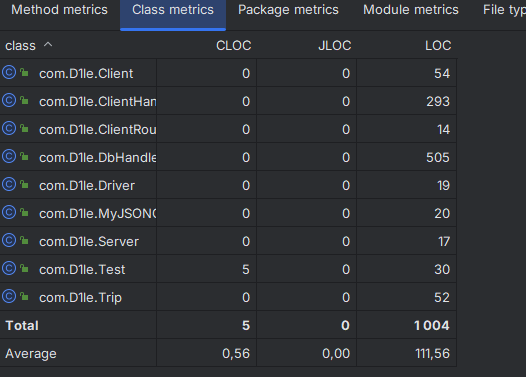 Method metrics Class metrics Package metrics Module metrics File typ
class CLOC JLOC LOC
com.D1le.Client 0 0 54
com.D1le.ClientHan 0 0 293
com.D1le.ClientRou 0 0 14
com.D1le.DbHandle 0 0 505
com.D1le.Driver 0 0 19
com.D1le.MyJSONO 0 0 20
com.D1le.Server 0 0 17
com.D1le.Test 5 0 30
com.D1le.Trip 0 0 52
Total 5 0 1 004
Average 0,56 0,00 111,56